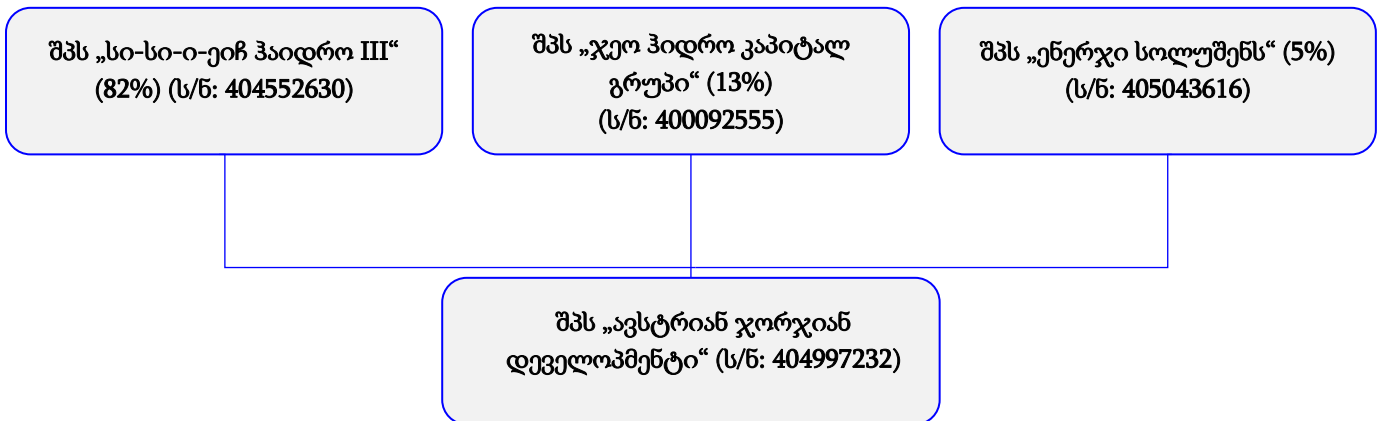 შპს „სი-სი-ი-ეიჩ ჰაიდრო III“
(82%) (ს/ნ: 404552630)
შპს „ჯეო ჰიდრო კაპიტალ
გრუპი“ (13%)
(ს/ნ: 400092555)
შპს „ენერჯი სოლუშენს“ (5%)
(ს/ნ: 405043616)
შპს „ავსტრიან ჯორჯიან
დეველოპმენტი“ (ს/ნ: 404997232)